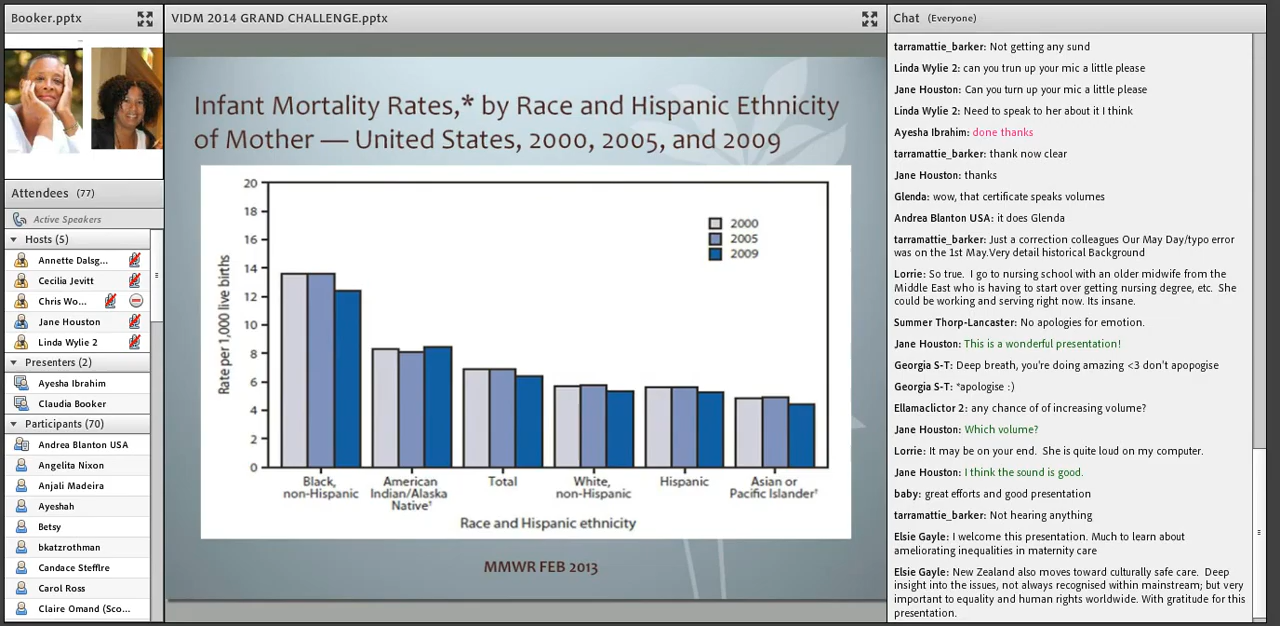 Booker.pptx
Attendees (77)
Active Speakers
Hosts (5)
Annette Dalsg...
Cecilia Jevitt
Chris Wo...
Jane Houston
Linda Wylie 2
Presenters (2)
Ayesha Ibrahim
Claudia Booker
Participants (70)
Andrea Blanton USA
Angelita Nixon
Anjali Madeira
Ayeshah
Betsy
bkatzrothman
Candace Steffire
Carol Ross
Claire Omand (Sco...
VIDM 2014 GRAND CHALLENGE.pptx
Infant Mortality Rates,* by Race and Hispanic Ethnicity
of Mother — United States, 2000, 2005, and 2009
Rate per 1,000 live births
20
18
16
14
12
10
8
6
4
2
0
2000
2005
2009
Black,
non-Hispanic
American
Indian/Alaska
Native†
Total
White,
non-Hispanic
Hispanic
Asian or
Pacific Islander†
Race and Hispanic ethnicity
MMWR FEB 2013
Chat (Everyone)
tarramattie_barker: Not getting any sund
Linda Wylie 2: can you trun up your mic a little please
Jane Houston: Can you turn up your mic a little please
Linda Wylie 2: Need to speak to her about it I think
Ayesha Ibrahim: done thanks
tarramattie_barker: thank now clear
Jane Houston: thanks
Glenda: wow, that certificate speaks volumes
Andrea Blanton USA: it does Glenda
tarramattie_barker: Just a correction colleagues Our May Day/typo error
was on the 1st May.Very detail historical Background
Lorrie: So true. I go to nursing school with an older midwife from the
Middle East who is having to start over getting nursing degree, etc. She
could be working and serving right now. Its insane.
Summer Thorp-Lancaster: No apologies for emotion.
Jane Houston: This is a wonderful presentation!
Georgia S-T: Deep breath, you're doing amazing <3 don't apopogise
Georgia S-T: *apologise :)
Ellamaclictor 2: any chance of of increasing volume?
Jane Houston: Which volume?
Lorrie: It may be on your end. She is quite loud on my computer.
Jane Houston: I think the sound is good.
baby: great efforts and good presentation
tarramattie_barker: Not hearing anything
Elsie Gayle: I welcome this presentation. Much to learn about
ameliorating inequalities in maternity care
Elsie Gayle: New Zealand also moves toward culturally safe care. Deep
insight into the issues, not always recognised within mainstream; but very
important to equality and human rights worldwide. With gratitude for this
presentation.